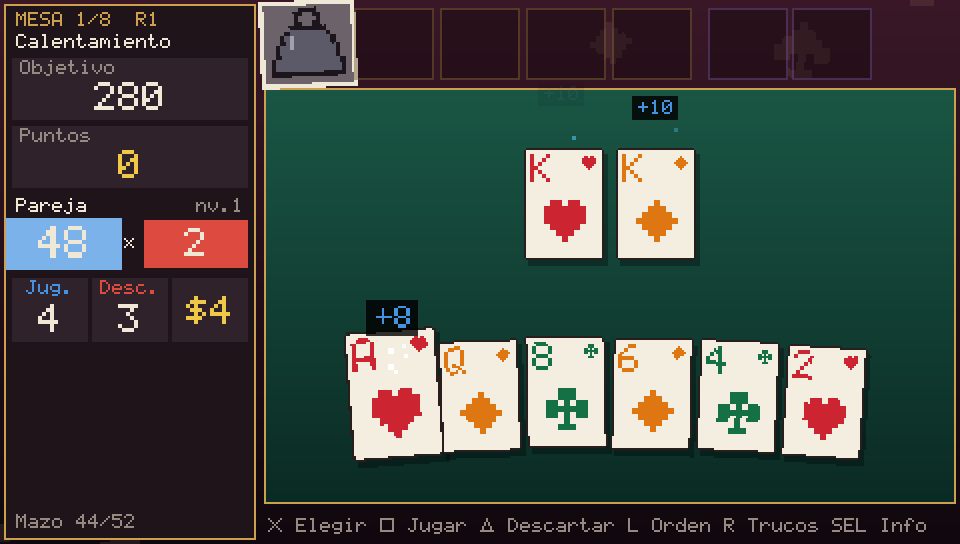 MESA 1/8 R1
Calentamiento
Objetivo
280
Puntos
0
Pareja nv.1
48 x 2
Jug. Desc.
4 3 $4
Mazo 44/52
+10
+10
K K
+8
A Q 8 6 4 2
X Elegir □ Jugar △ Descartar L Orden R Trucos SEL Info